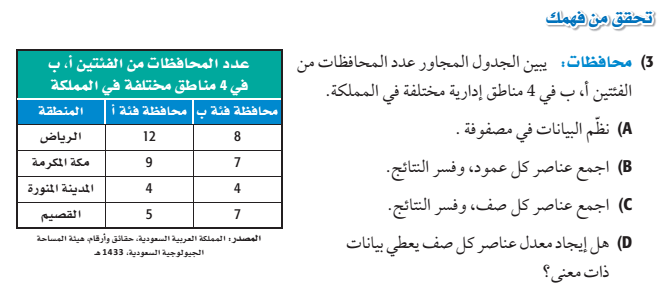 تحقق من فهمك
3) محافظات: يبين الجدول المجاور عدد المحافظات من
الفئتين أ، ب في 4 مناطق إدارية مختلفة في المملكة.
A) نظّم البيانات في مصفوفة .
B) اجمع عناصر كل عمود، وفسر النتائج.
C) اجمع عناصر كل صف، وفسر النتائج.
D) هل إيجاد معدل عناصر كل صف يعطي بيانات
ذات معنى؟
عدد المحافظات من الفئتين أ، ب
في 4 مناطق مختلفة في المملكة
المنطقة محافظة فئة أ محافظة فئة ب
الرياض 12 8
مكة المكرمة 9 7
المدينة المنورة 4 4
القصيم 5 7
المصدر: المملكة العربية السعودية، حقائق وأرقام، هيئة المساحة
الجيولوجية السعودية، 1433 هـ